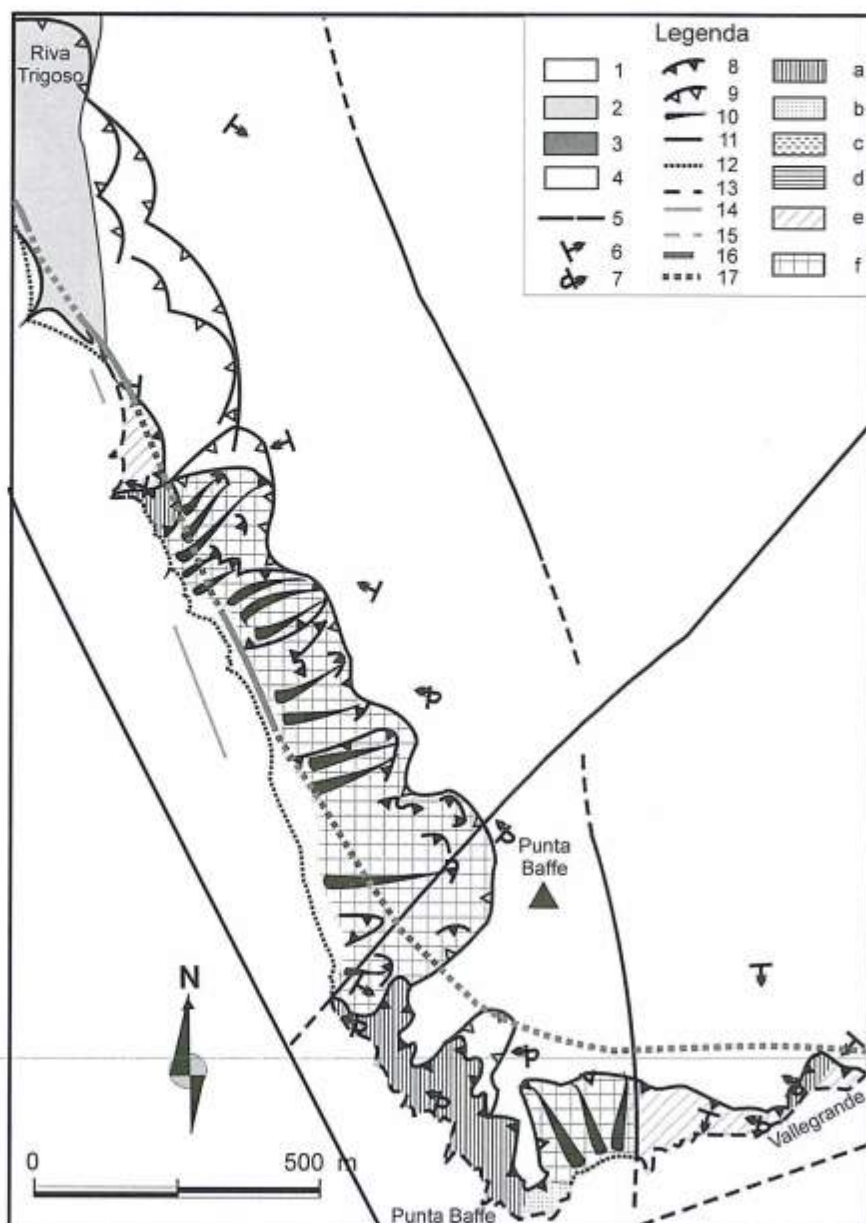 Riva
Trigoso
Legenda
1 8 a
2 9 b
3 10 c
4 11 d
5 12 e
6 13 f
7 14
15
16
17
Punta
Baffe
N
0 500 m
Vallegrande
Punta Baffe